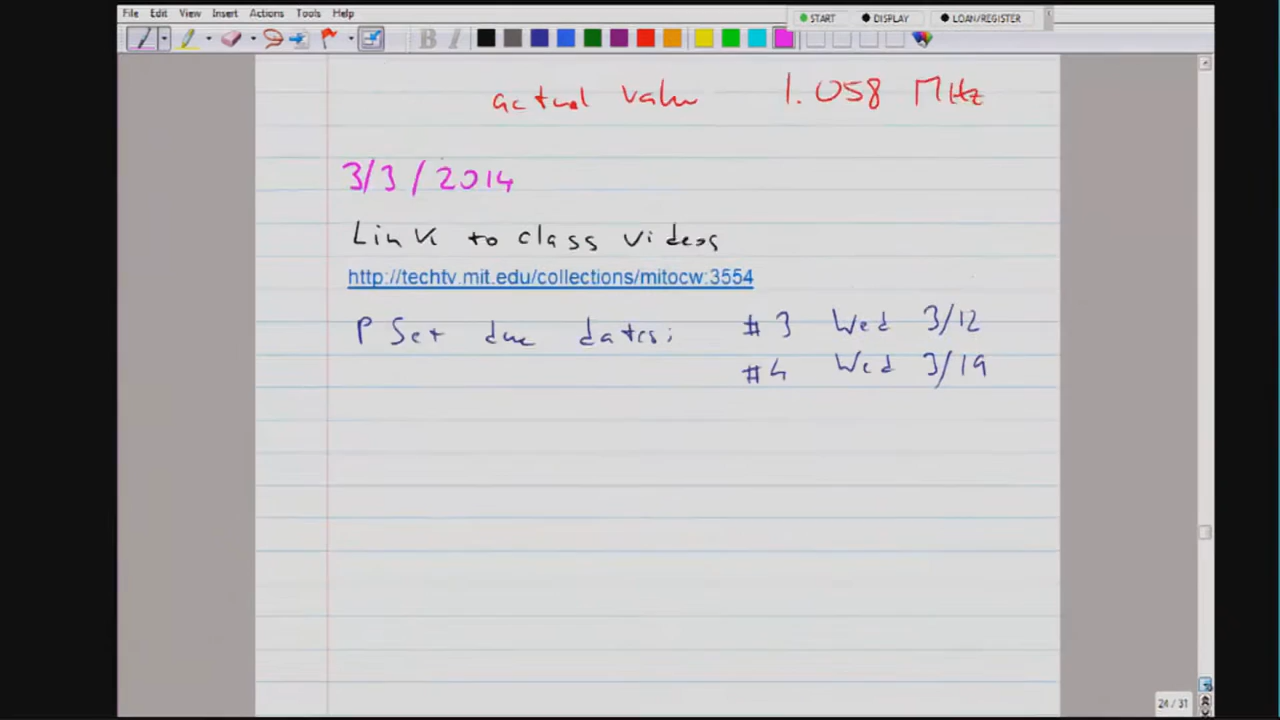 File Edit View Insert Actions Tools Help
START DISPLAY LOAN/REGISTER
B I
actual value 1.058 MHz
3/3/2014
Link to class videos
http://techtv.mit.edu/collections/mitocw:3554
P Set due dates: #3 Wed 3/12
#4 Wed 3/19
24 / 31